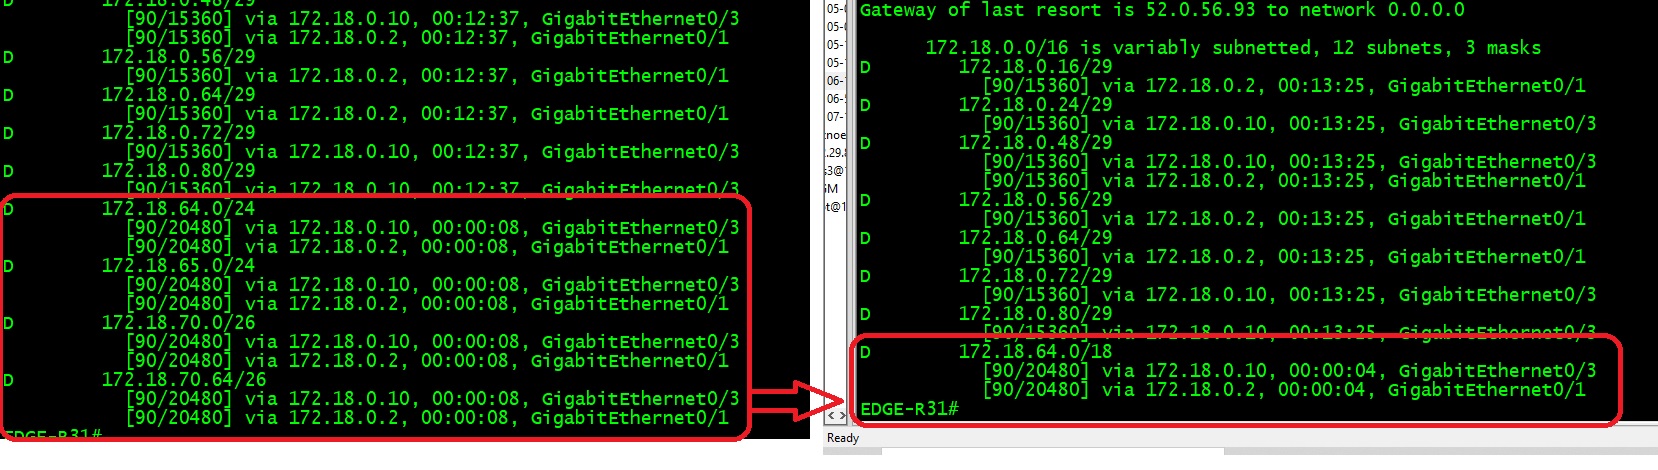 D 172.18.0.48/29
[90/15360] via 172.18.0.10, 00:12:37, GigabitEthernet0/3
[90/15360] via 172.18.0.2, 00:12:37, GigabitEthernet0/1
D 172.18.0.56/29
[90/15360] via 172.18.0.2, 00:12:37, GigabitEthernet0/1
D 172.18.0.64/29
[90/15360] via 172.18.0.2, 00:12:37, GigabitEthernet0/1
D 172.18.0.72/29
[90/15360] via 172.18.0.10, 00:12:37, GigabitEthernet0/3
D 172.18.0.80/29
[90/15360] via 172.18.0.10, 00:12:37, GigabitEthernet0/3
D 172.18.64.0/24
[90/20480] via 172.18.0.10, 00:00:08, GigabitEthernet0/3
[90/20480] via 172.18.0.2, 00:00:08, GigabitEthernet0/1
D 172.18.65.0/24
[90/20480] via 172.18.0.10, 00:00:08, GigabitEthernet0/3
[90/20480] via 172.18.0.2, 00:00:08, GigabitEthernet0/1
D 172.18.70.0/26
[90/20480] via 172.18.0.10, 00:00:08, GigabitEthernet0/3
[90/20480] via 172.18.0.2, 00:00:08, GigabitEthernet0/1
D 172.18.70.64/26
[90/20480] via 172.18.0.10, 00:00:08, GigabitEthernet0/3
[90/20480] via 172.18.0.2, 00:00:08, GigabitEthernet0/1
EDGE-R31#
Gateway of last resort is 52.0.56.93 to network 0.0.0.0
172.18.0.0/16 is variably subnetted, 12 subnets, 3 masks
D 172.18.0.16/29
[90/15360] via 172.18.0.2, 00:13:25, GigabitEthernet0/1
D 172.18.0.24/29
[90/15360] via 172.18.0.10, 00:13:25, GigabitEthernet0/3
D 172.18.0.48/29
[90/15360] via 172.18.0.10, 00:13:25, GigabitEthernet0/3
[90/15360] via 172.18.0.2, 00:13:25, GigabitEthernet0/1
D 172.18.0.56/29
[90/15360] via 172.18.0.2, 00:13:25, GigabitEthernet0/1
D 172.18.0.64/29
[90/15360] via 172.18.0.2, 00:13:25, GigabitEthernet0/1
D 172.18.0.72/29
[90/15360] via 172.18.0.10, 00:13:25, GigabitEthernet0/3
D 172.18.0.80/29
[90/15360] via 172.18.0.10, 00:13:25, GigabitEthernet0/3
D 172.18.64.0/18
[90/20480] via 172.18.0.10, 00:00:04, GigabitEthernet0/3
[90/20480] via 172.18.0.2, 00:00:04, GigabitEthernet0/1
EDGE-R31#
Ready